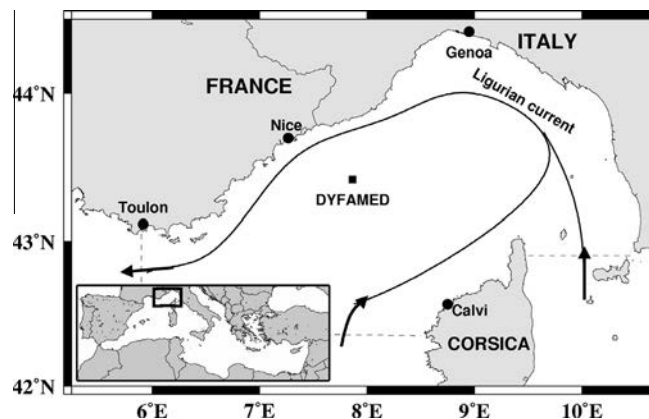 ITALY
Genoa
44˚N
FRANCE
Ligurian current
Nice
DYFAMED
Toulon
43˚N
Calvi
CORSICA
42˚N
6˚E
7˚E
8˚E
9˚E
10˚E